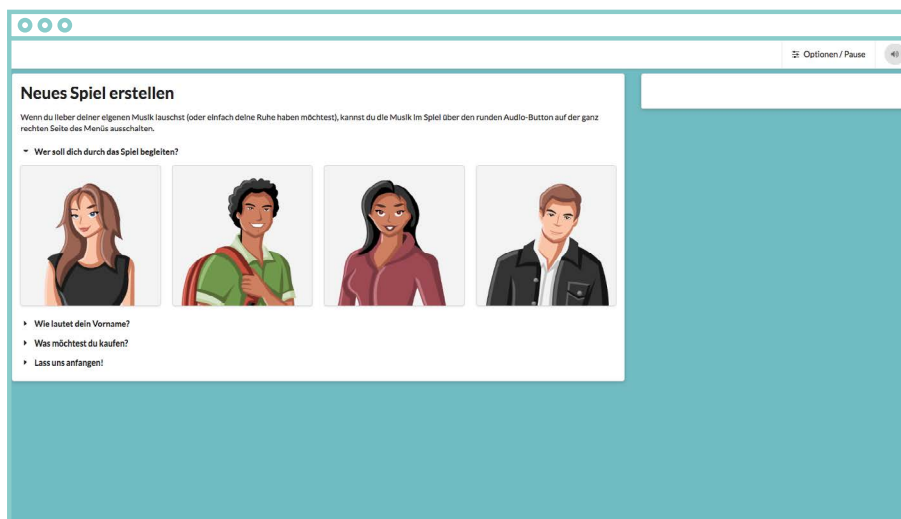 Optionen / Pause
Neues Spiel erstellen
Wenn du lieber deiner eigenen Musik lauschst (oder einfach deine Ruhe haben möchtest), kannst du die Musik im Spiel über den runden Audio-Button auf der ganz
rechten Seite des Menüs ausschalten.
Wer soll dich durch das Spiel begleiten?
Wie lautet dein Vorname?
Was möchtest du kaufen?
Lass uns anfangen!